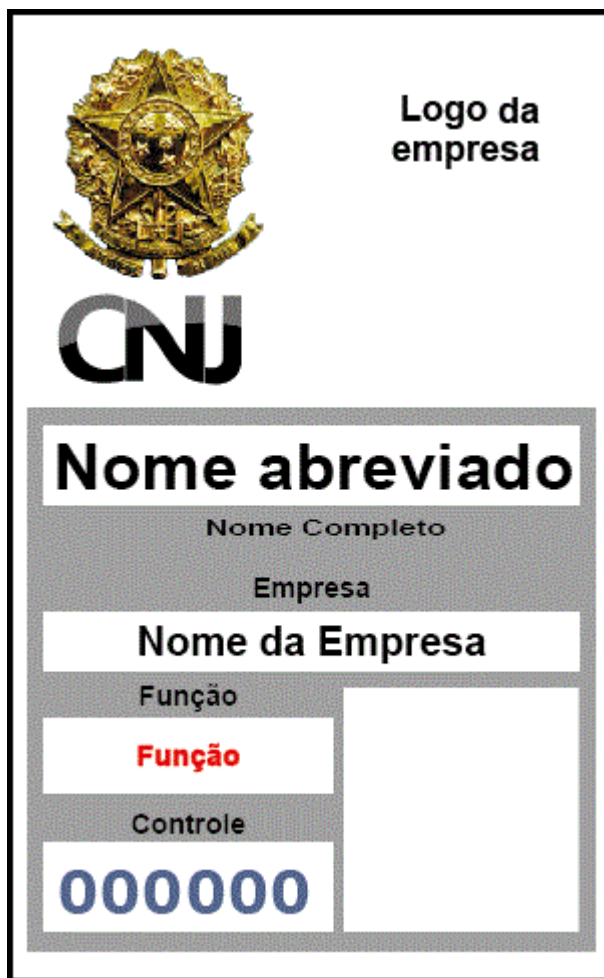 Logo da
empresa
CNJ
Nome abreviado
Nome Completo
Empresa
Nome da Empresa
Função
Função
Controle
000000